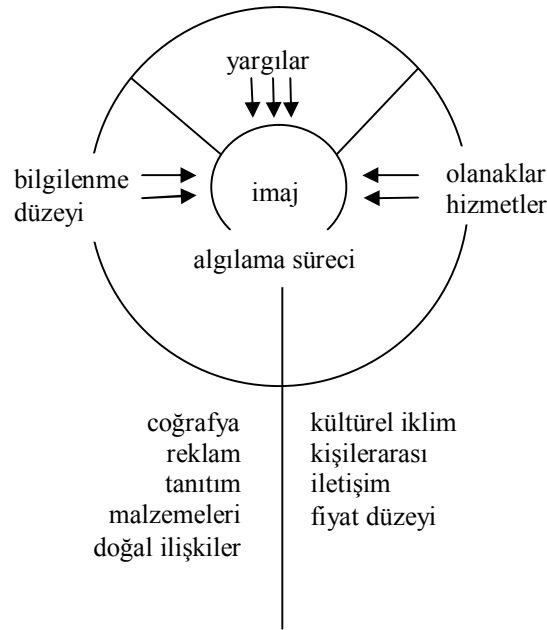 yargılar
bilgilenme
düzeyi
imaj
olanaklar
hizmetler
algılama süreci
coğrafya
reklam
tanıtım
malzemeleri
doğal ilişkiler
kültürel iklim
kişilerarası
iletişim
fiyat düzeyi